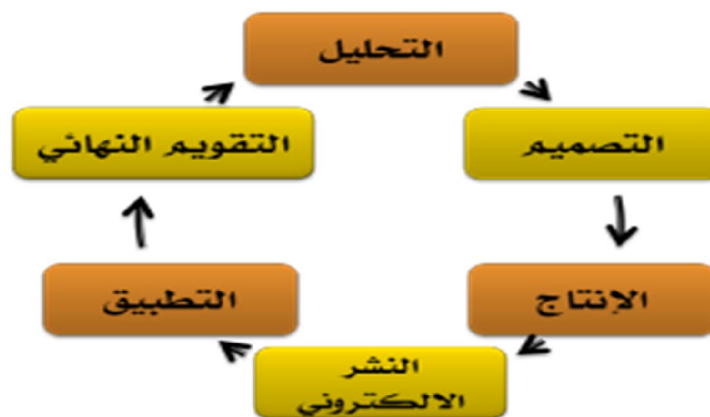 التحليل
التصميم
الإنتاج
النشر
الالكتروني
التطبيق
التقويم النهائي